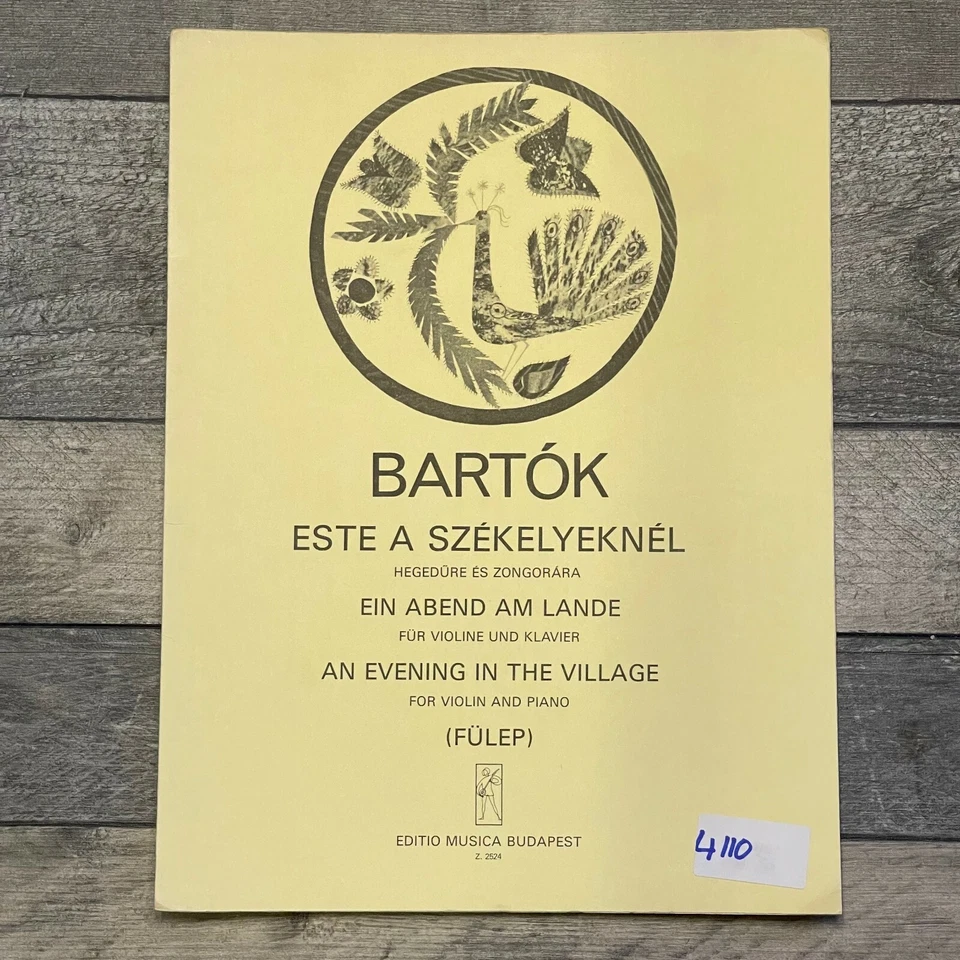 BARTÓK
ESTE A SZÉKELYEKNÉL
HEGEDŰRE ÉS ZONGORÁRA
EIN ABEND AM LANDE
FÜR VIOLINE UND KLAVIER
AN EVENING IN THE VILLAGE
FOR VIOLIN AND PIANO
(FÜLEP)
EDITIO MUSICA BUDAPEST
Z. 2524
4110